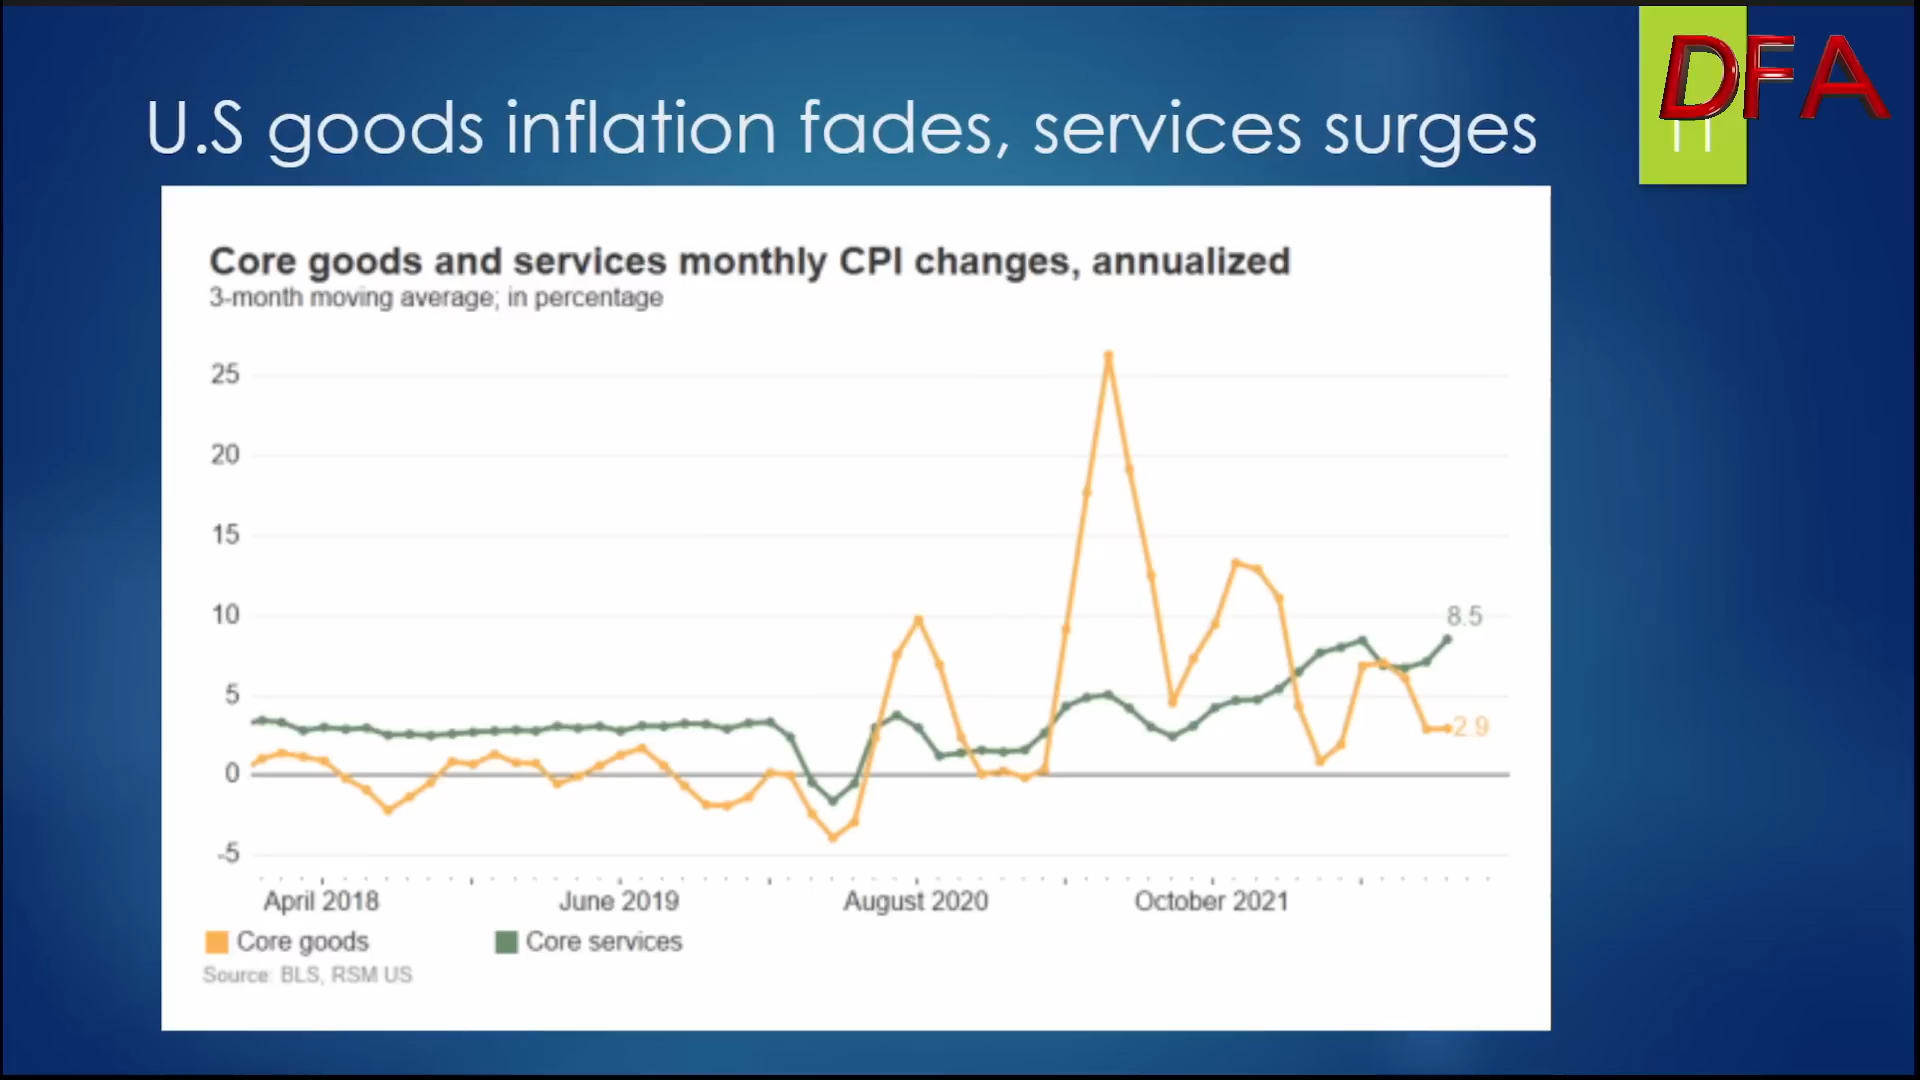 U.S goods inflation fades, services surges
DFA
11
Core goods and services monthly CPI changes, annualized
3-month moving average; in percentage
25
20
15
10
5
0
-5
8.5
2.9
April 2018 June 2019 August 2020 October 2021
Core goods Core services
Source: BLS, RSM US